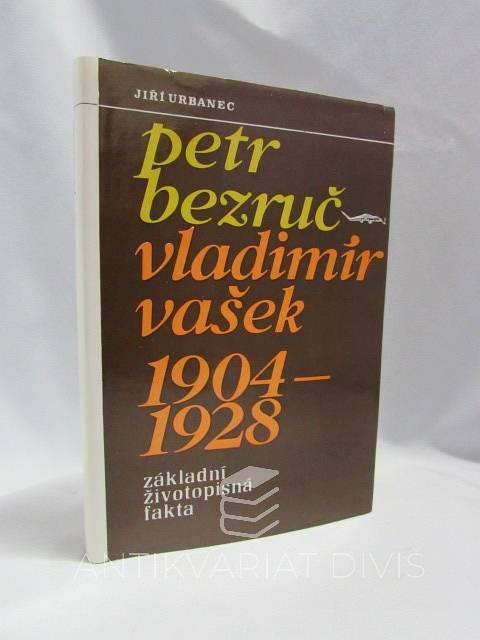 JIŘÍ URBANEC
petr
bezruč
vladimír
vašek
1904–
1928
základní
životopisná
fakta
ANTIKVARIÁT DIVIS